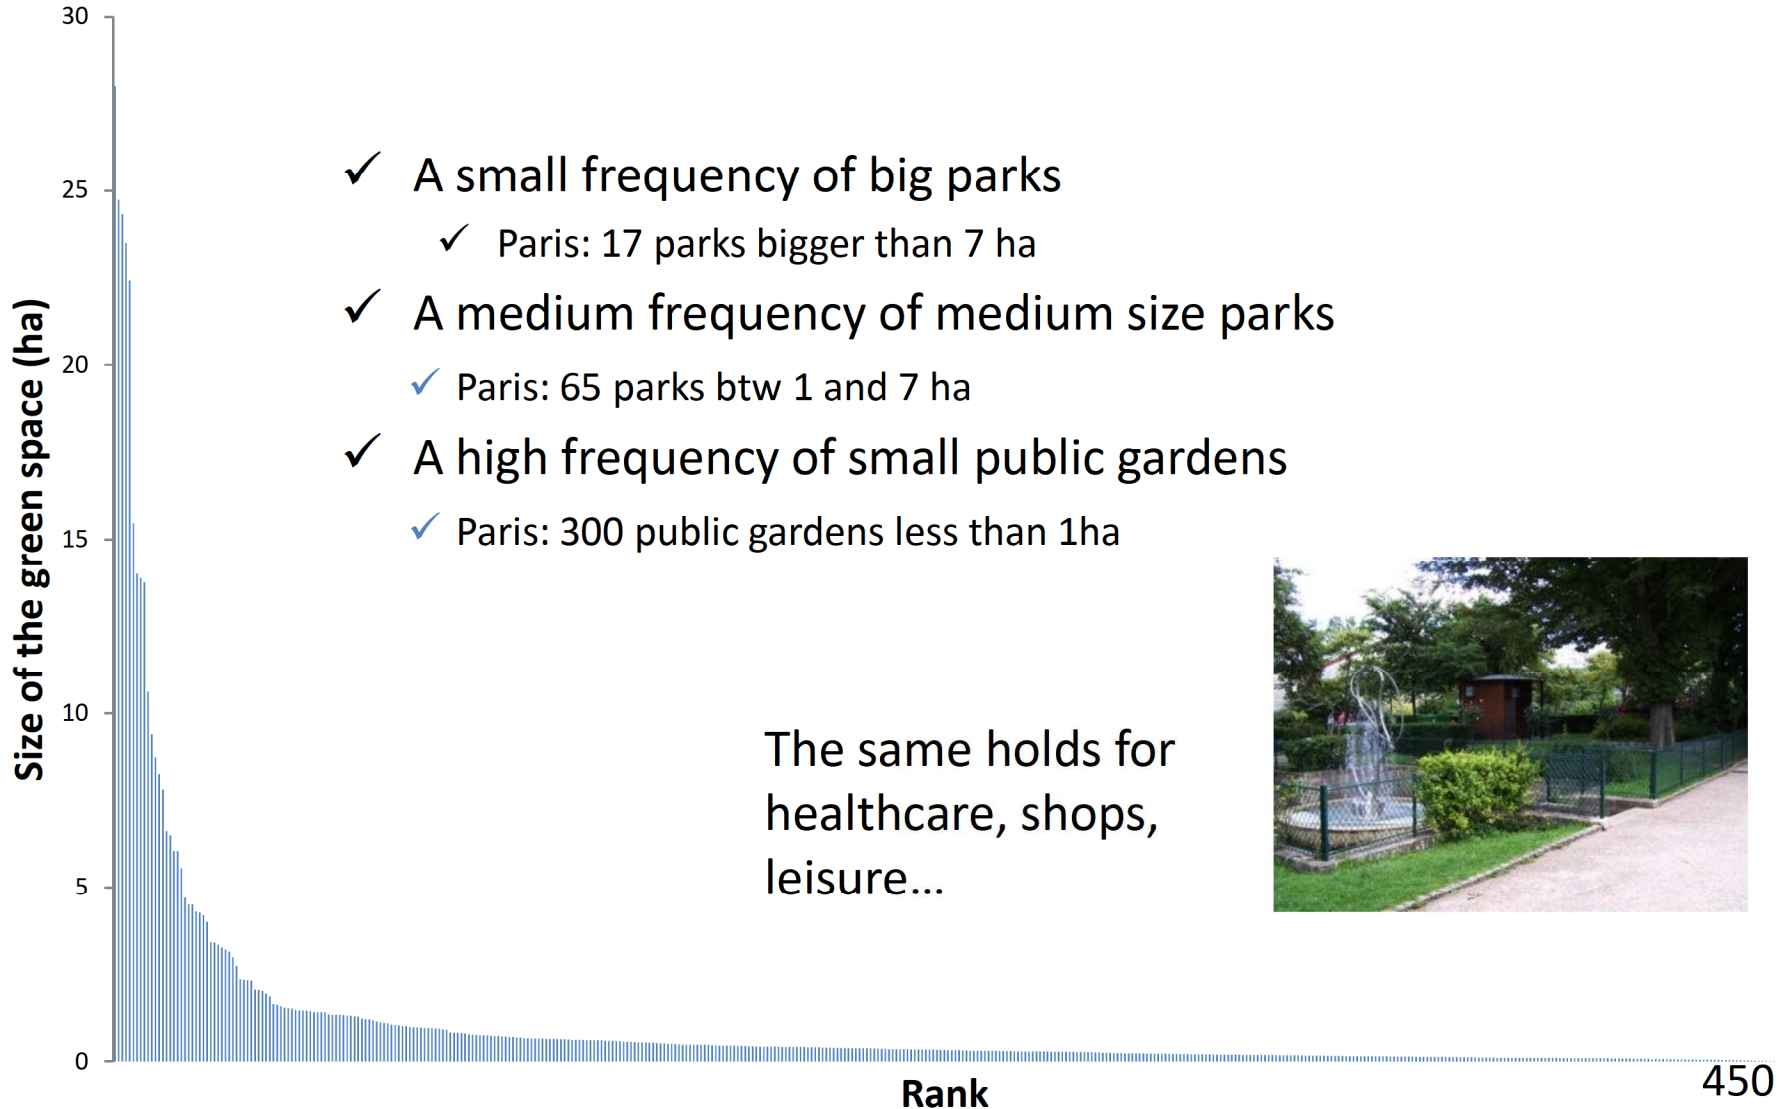 30
25
20
15
10
5
0
Size of the green space (ha)
✓ A small frequency of big parks
✓ Paris: 17 parks bigger than 7 ha
✓ A medium frequency of medium size parks
✓ Paris: 65 parks btw 1 and 7 ha
✓ A high frequency of small public gardens
✓ Paris: 300 public gardens less than 1ha
The same holds for
healthcare, shops,
leisure...
Rank
450